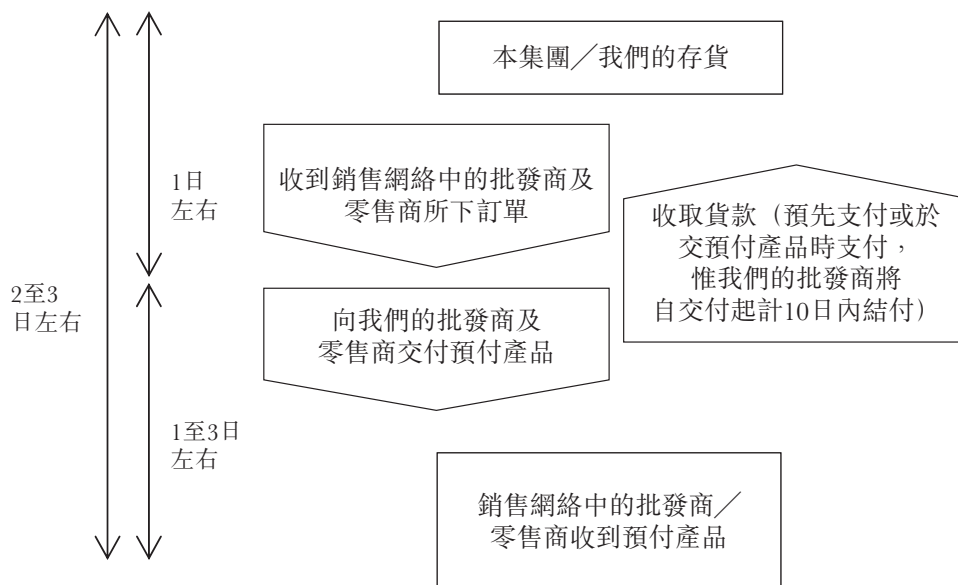 本集團╱我們的存貨
1日
左右
收到銷售網絡中的批發商及
零售商所下訂單
收取貨款（預先支付或於
交預付產品時支付，
惟我們的批發商將
自交付起計10日內結付）
2至3
日左右
向我們的批發商及
零售商交付預付產品
1至3日
左右
銷售網絡中的批發商╱
零售商收到預付產品